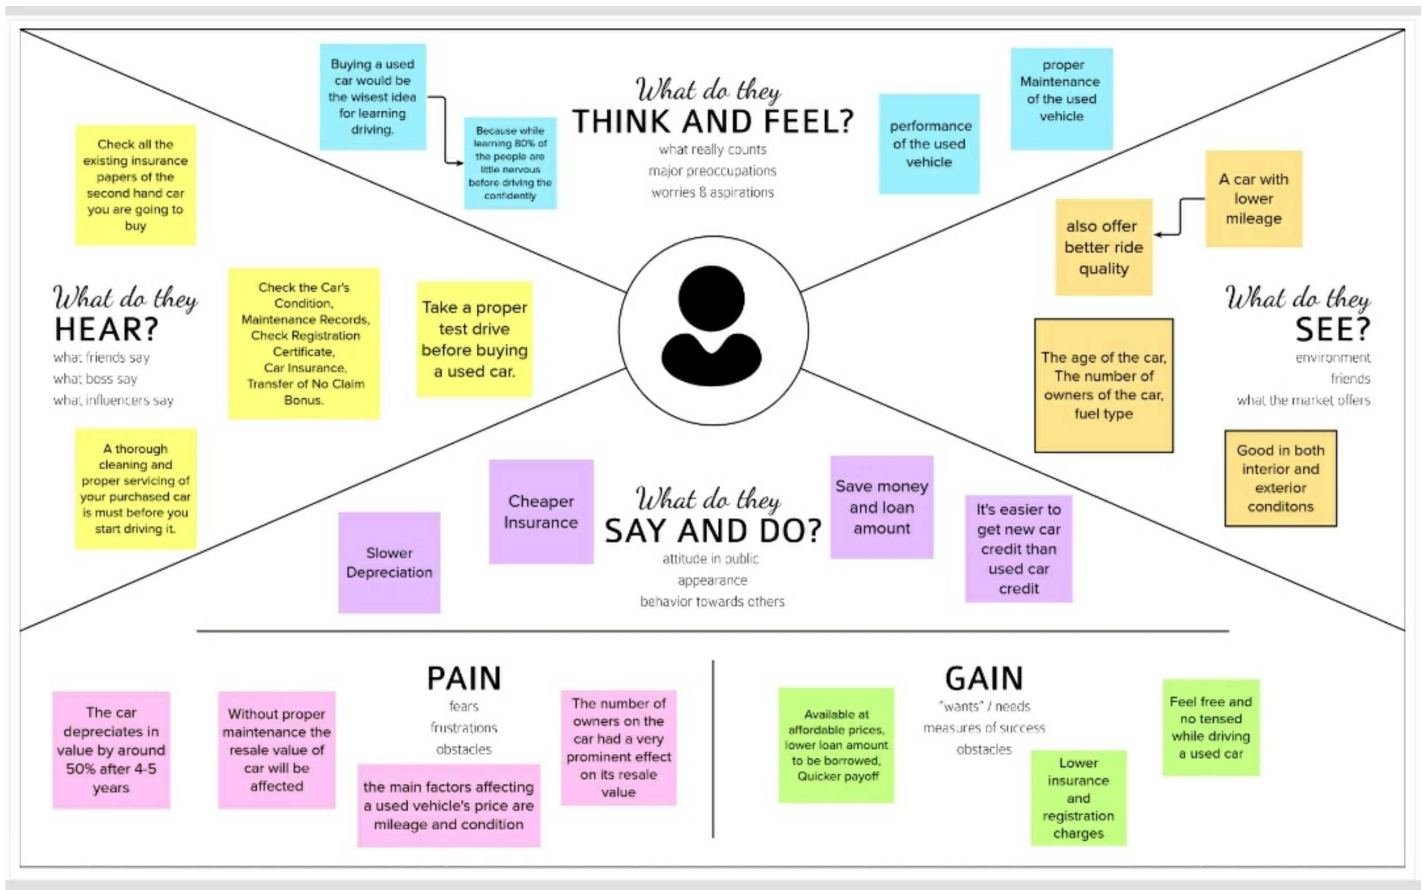 What do they
THINK AND FEEL?
what really counts
major preoccupations
worries & aspirations
Buying a used
car would be
the wisest idea
for learning
driving.
Because while
learning 80% of
the people are
little nervous
before driving the
confidently
performance
of the used
vehicle
proper
Maintenance
of the used
vehicle
What do they
HEAR?
what friends say
what boss say
what influencers say
Check all the
existing insurance
papers of the
second hand car
you are going to
buy
Check the Car's
Condition,
Maintenance Records,
Check Registration
Certificate,
Car Insurance,
Transfer of No Claim
Bonus.
Take a proper
test drive
before buying
a used car.
A thorough
cleaning and
proper servicing of
your purchased car
is must before you
start driving it.
What do they
SEE?
environment
friends
what the market offers
A car with
lower
mileage
also offer
better ride
quality
The age of the car,
The number of
owners of the car,
fuel type
Good in both
interior and
exterior
conditons
What do they
SAY AND DO?
attitude in public
appearance
behavior towards others
Slower
Depreciation
Cheaper
Insurance
Save money
and loan
amount
It's easier to
get new car
credit than
used car
credit
PAIN
fears
frustrations
obstacles
The car
depreciates in
value by around
50% after 4-5
years
Without proper
maintenance the
resale value of
car will be
affected
the main factors affecting
a used vehicle's price are
mileage and condition
The number of
owners on the
car had a very
prominent effect
on its resale
value
GAIN
"wants" / needs
measures of success
obstacles
Available at
affordable prices,
lower loan amount
to be borrowed,
Quicker payoff
Lower
insurance
and
registration
charges
Feel free and
no tensed
while driving
a used car